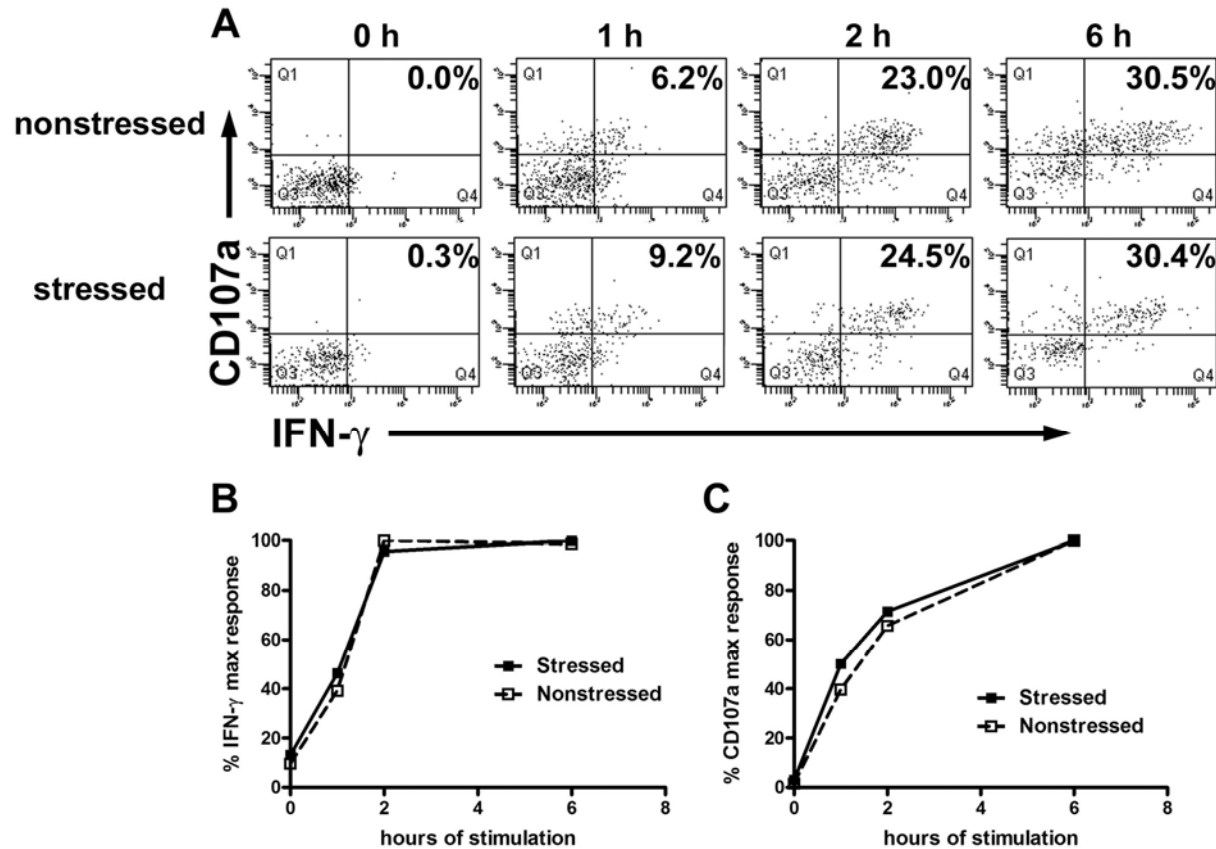 A
0 h 1 h 2 h 6 h
nonstressed
Q1 0.0% Q1 6.2% Q1 23.0% Q1 30.5%
Q3 Q4 Q3 Q4 Q3 Q4 Q3 Q4
stressed
CD107a
Q1 0.3% Q1 9.2% Q1 24.5% Q1 30.4%
Q3 Q4 Q3 Q4 Q3 Q4 Q3 Q4
IFN-γ
B
% IFN-γ max response
100
80
60
40
20
0
0 2 4 6 8
hours of stimulation
Stressed
Nonstressed
C
% CD107a max response
100
80
60
40
20
0
0 2 4 6 8
hours of stimulation
Stressed
Nonstressed